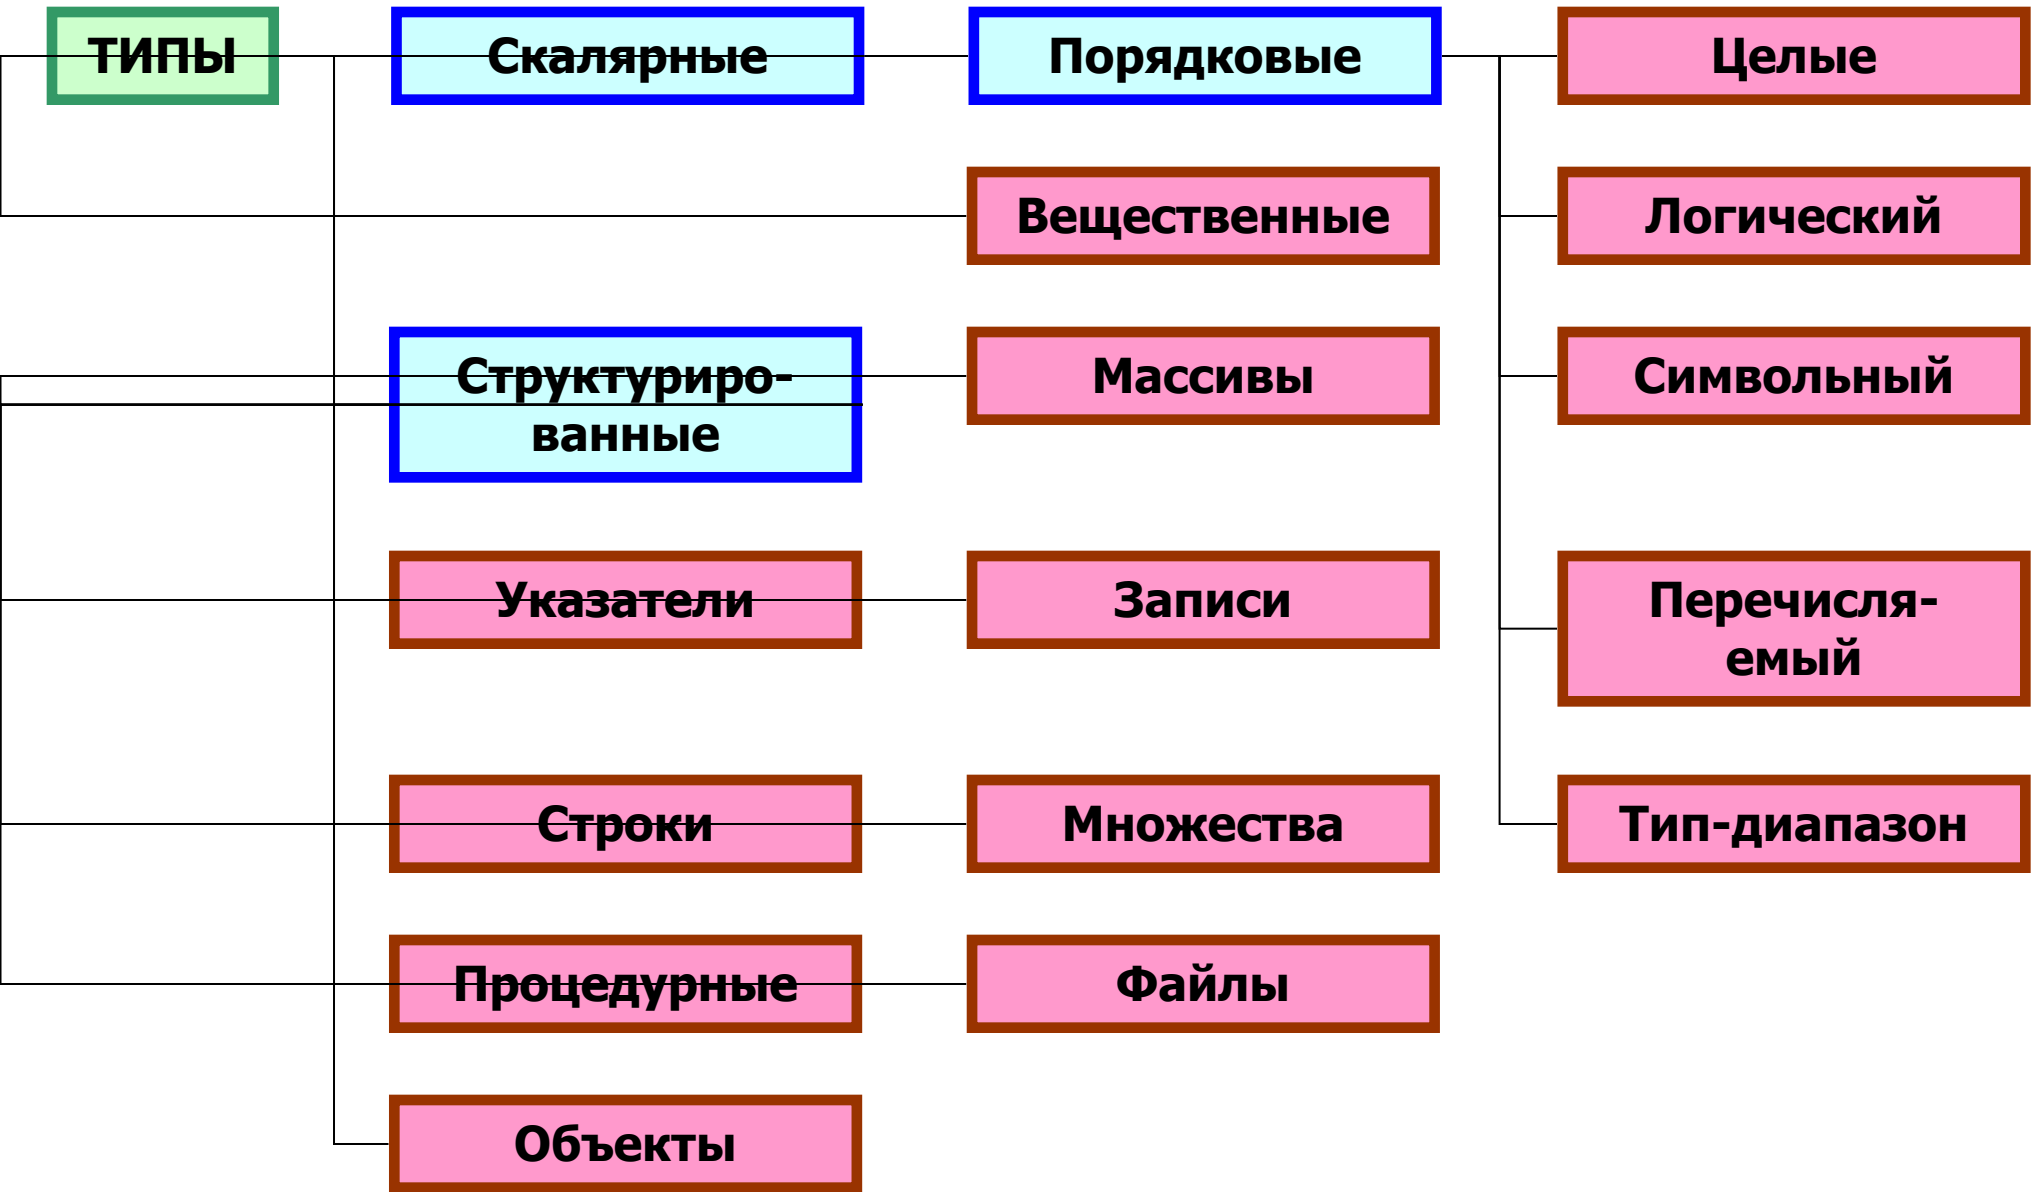 ТИПЫ
Скалярные
Порядковые
Целые
Вещественные
Логический
Структуриро-
ванные
Массивы
Символьный
Указатели
Записи
Перечисля-
емый
Строки
Множества
Тип-диапазон
Процедурные
Файлы
Объекты